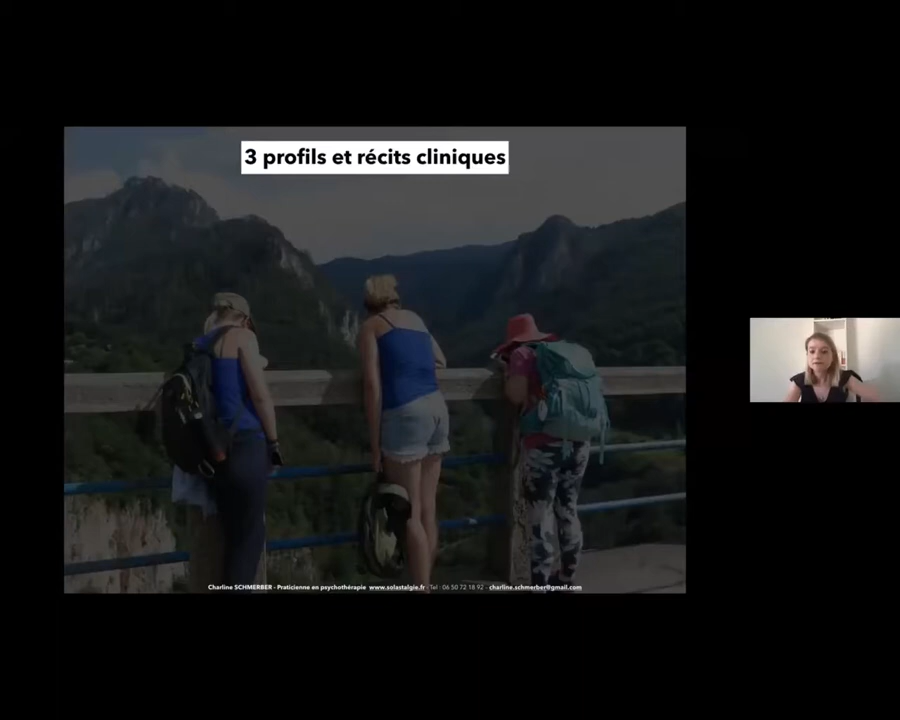 3 profils et récits cliniques
Charline SCHMERBER - Praticienne en psychothérapie www.solastalgie.fr - Tel : 06 50 72 18 92 - charline.schmerber@gmail.com